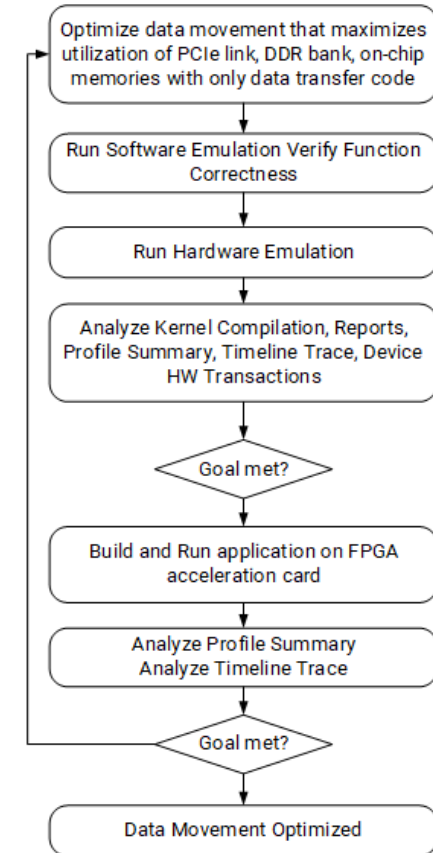 Optimize data movement that maximizes
utilization of PCIe link, DDR bank, on-chip
memories with only data transfer code
Run Software Emulation Verify Function
Correctness
Run Hardware Emulation
Analyze Kernel Compilation, Reports,
Profile Summary, Timeline Trace, Device
HW Transactions
Goal met?
Build and Run application on FPGA
acceleration card
Analyze Profile Summary
Analyze Timeline Trace
Goal met?
Data Movement Optimized